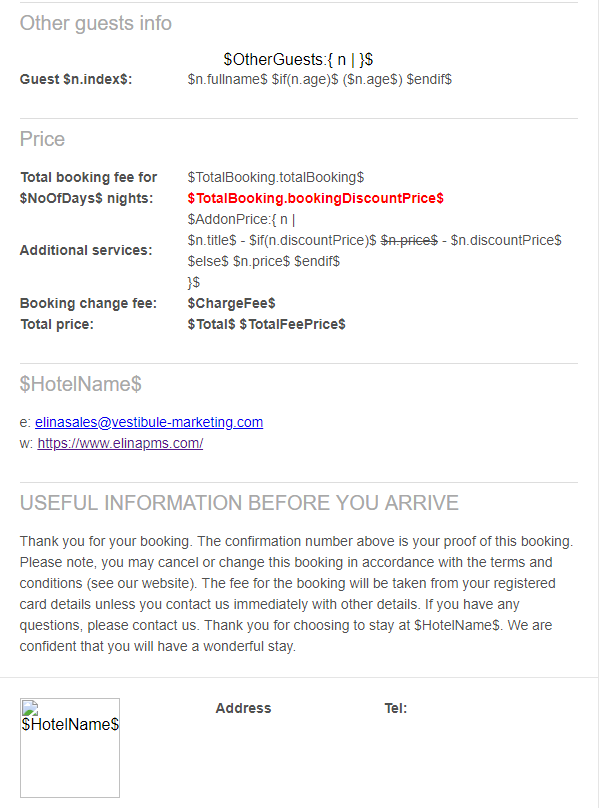 Other guests info
$OtherGuests:{ n | }$
Guest $n.index$: $n.fullname$ $if(n.age)$ ($n.age$) $endif$
Price
Total booking fee for $NoOfDays$ nights: $TotalBooking.totalBooking$
$TotalBooking.bookingDiscountPrice$
$AddonPrice:{ n |
Additional services: $n.title$ - $if(n.discountPrice)$ $n.price$ - $n.discountPrice$
$else$ $n.price$ $endif$
}$
Booking change fee: $ChargeFee$
Total price: $Total$ $TotalFeePrice$
$HotelName$
e: elinasales@vestibule-marketing.com
w: https://www.elinapms.com/
USEFUL INFORMATION BEFORE YOU ARRIVE
Thank you for your booking. The confirmation number above is your proof of this booking.
Please note, you may cancel or change this booking in accordance with the terms and
conditions (see our website). The fee for the booking will be taken from your registered
card details unless you contact us immediately with other details. If you have any
questions, please contact us. Thank you for choosing to stay at $HotelName$. We are
confident that you will have a wonderful stay.
$HotelName$
Address
Tel: